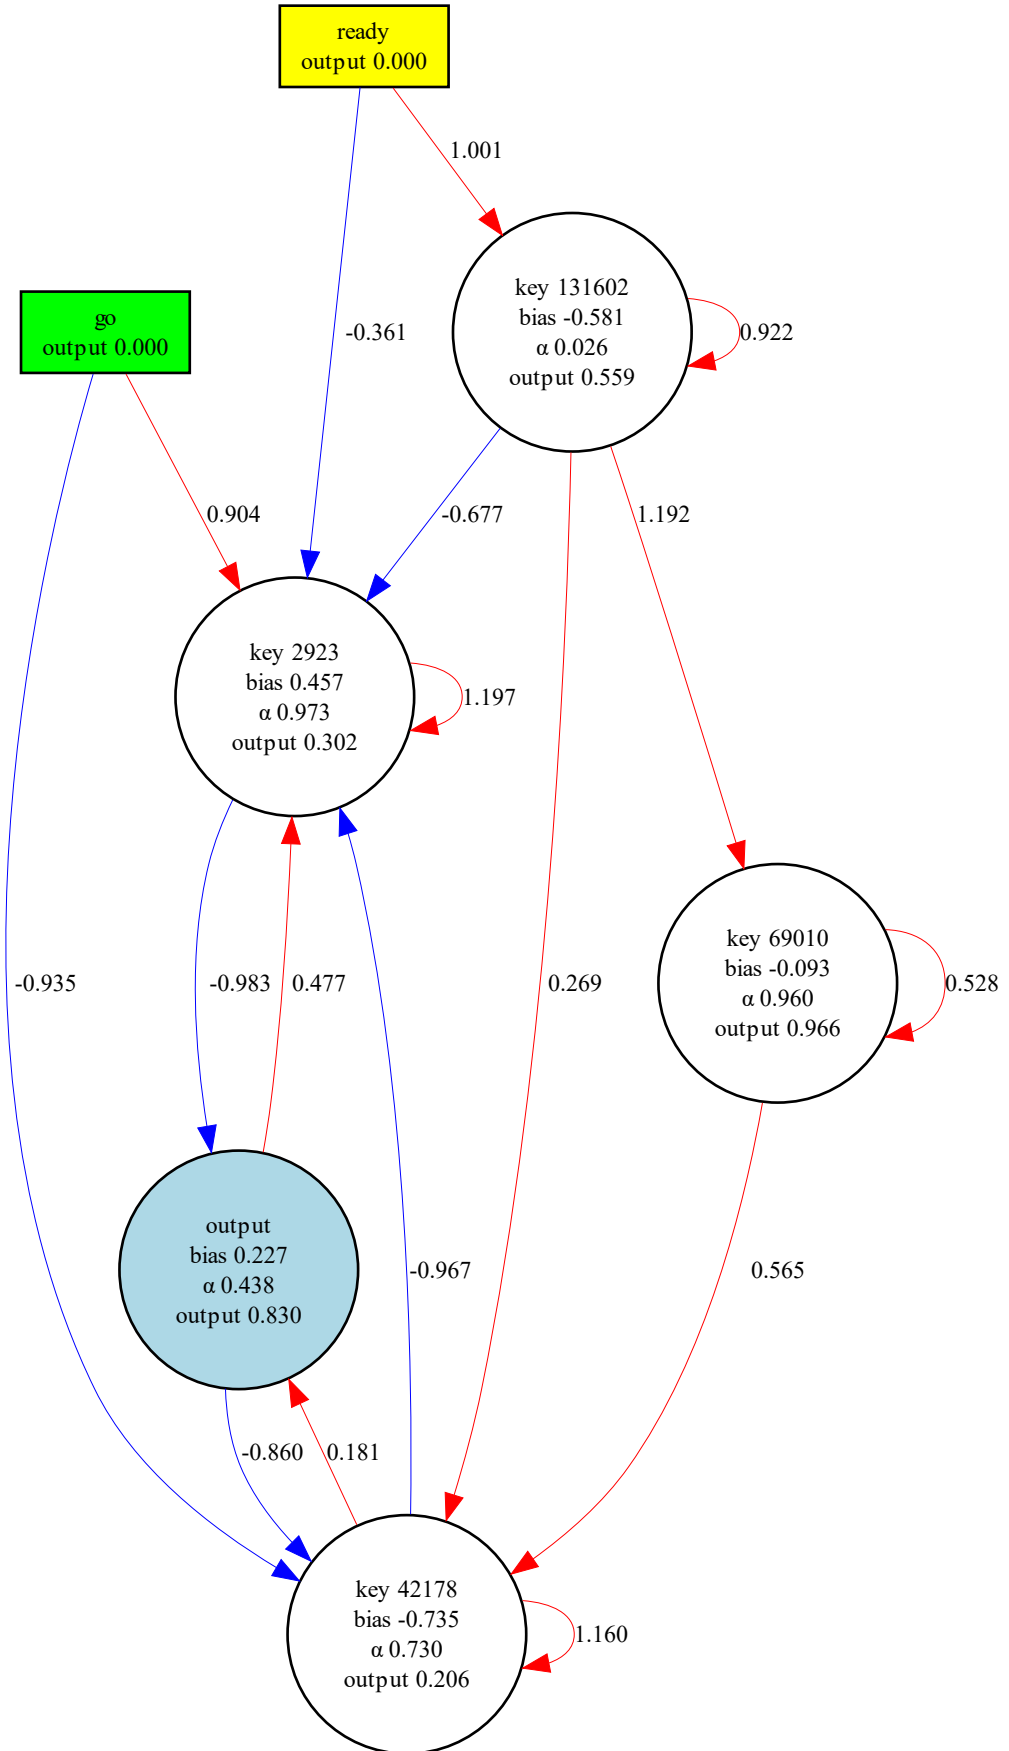 ready
output 0.000
1.001
key 131602
bias -0.581
α 0.026
output 0.559
0.922
go
output 0.000
-0.361
0.904
-0.677
1.192
key 2923
bias 0.457
α 0.973
output 0.302
1.197
-0.935
-0.983
0.477
0.269
key 69010
bias -0.093
α 0.960
output 0.966
0.528
output
bias 0.227
α 0.438
output 0.830
-0.967
0.565
-0.860
0.181
key 42178
bias -0.735
α 0.730
output 0.206
1.160